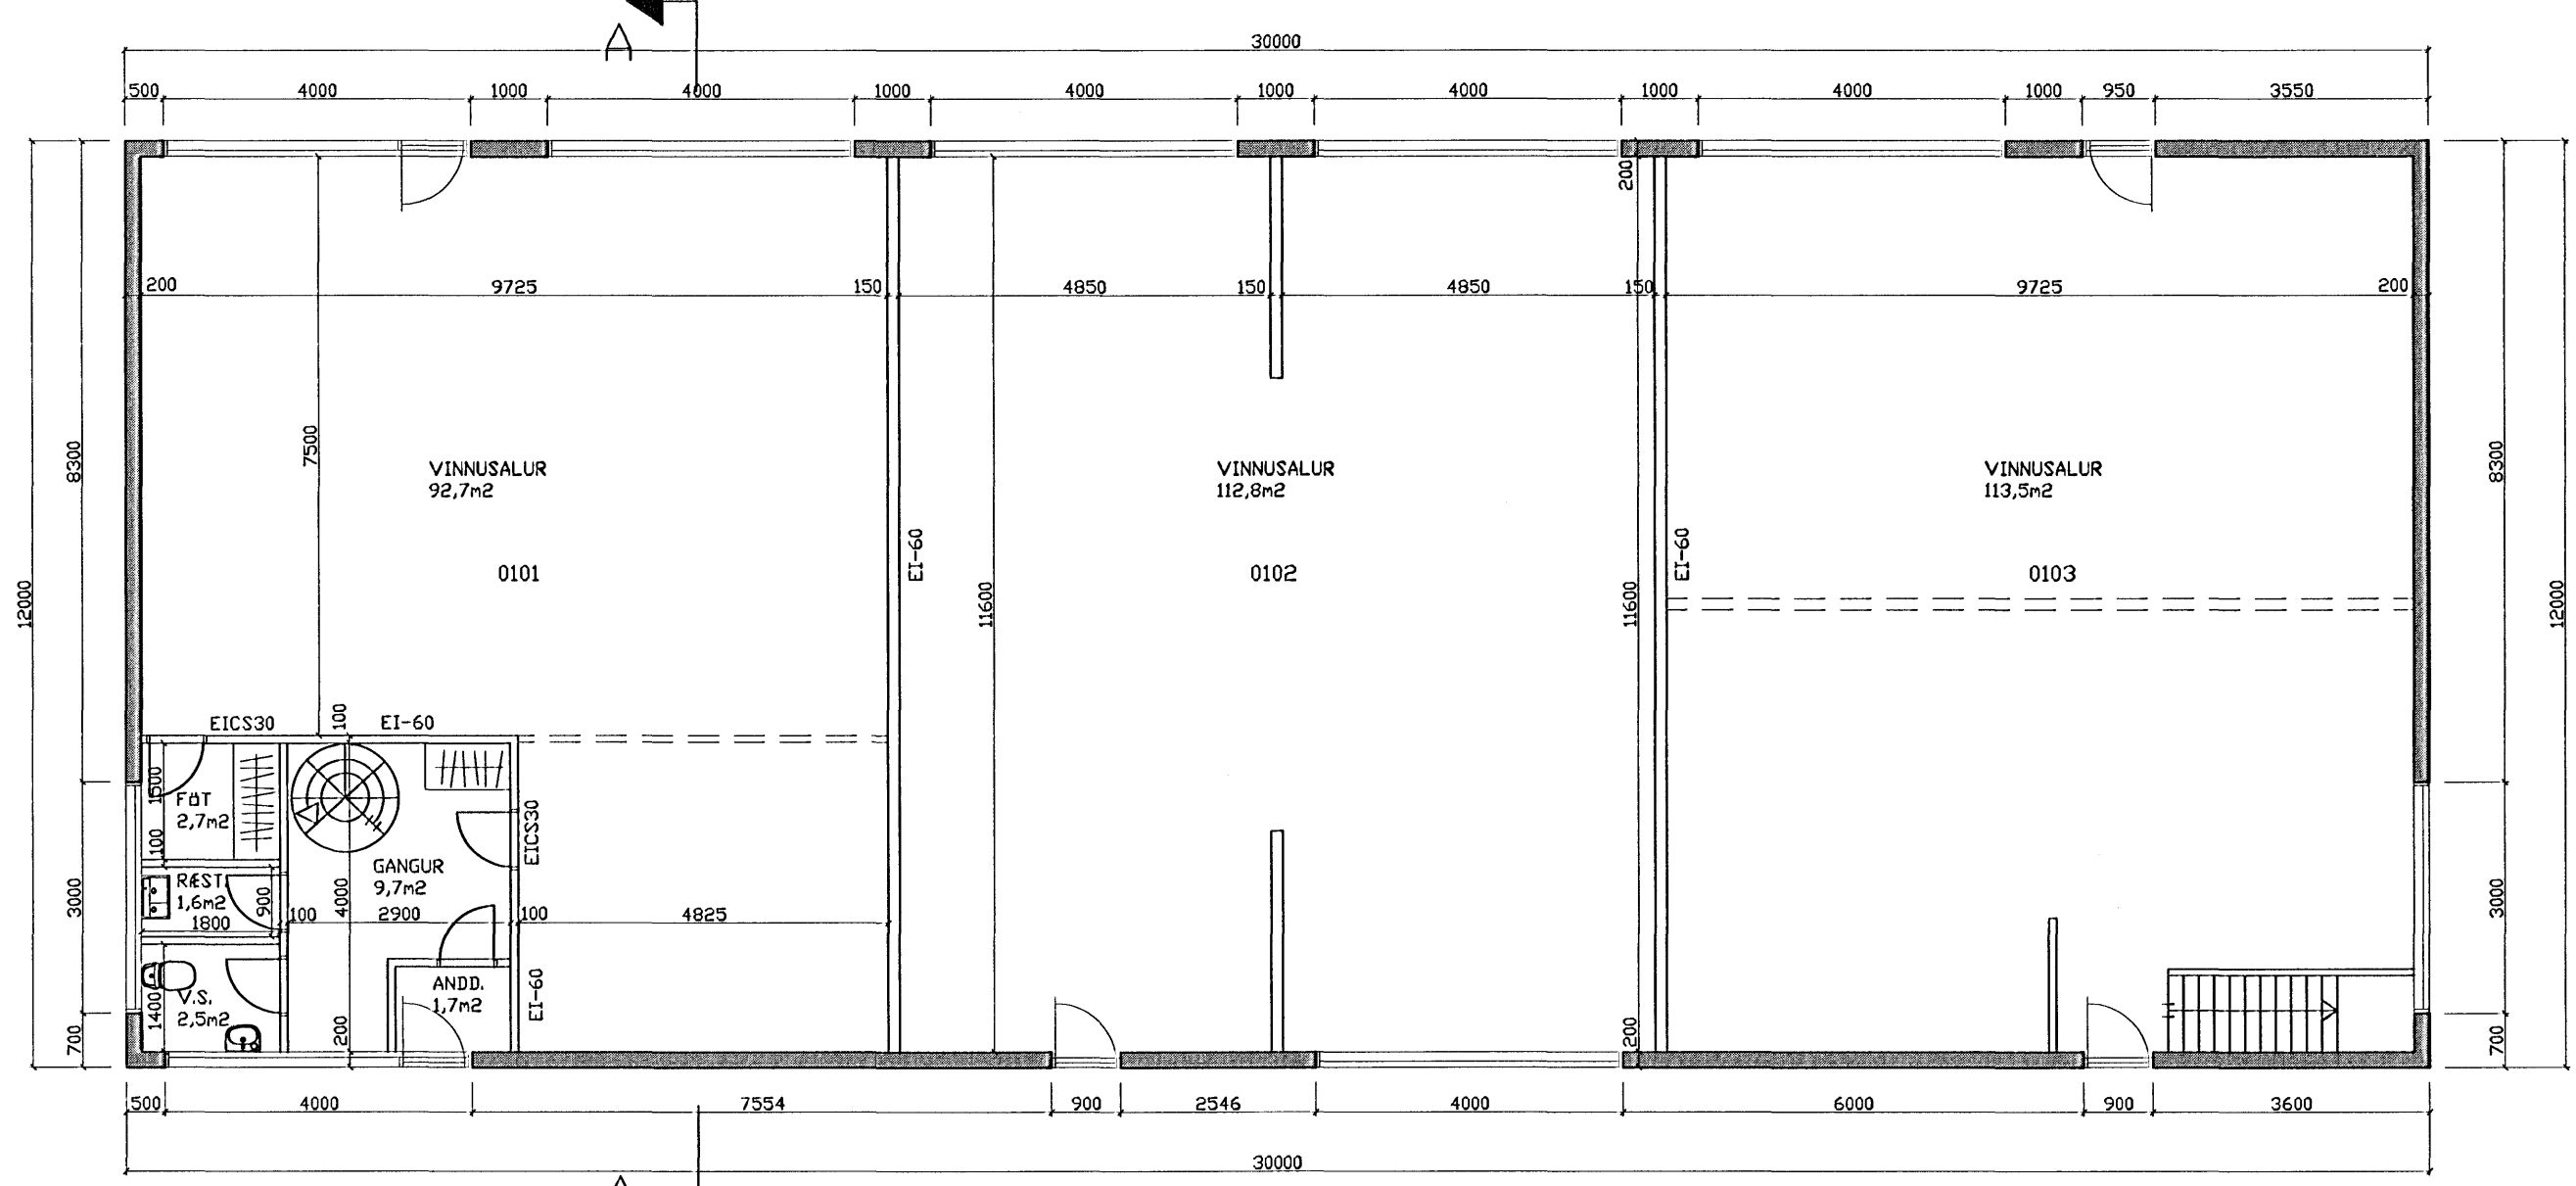 A
30000
500 4000 1000 4000 1000 4000 1000 4000 1000 4000 1000 950 3550
200
200 9725 150 4850 150 4850 150 9725 200
7500
8300
8300
VINNUSALUR
92,7m2
VINNUSALUR
112,8m2
VINNUSALUR
113,5m2
EI-60
EI-60
0101
0102
0103
12000
11600
11600
12000
EICS30
100
EI-60
1500
FÖT
2,7m2
100
EICS30
GANGUR
9,7m2
RÆST.
1,6m2
900
1800
3000
100
4000
2900
100
4825
3000
ANDD.
1,7m2
EI-60
V.S.
2,5m2
1400
700
200
200
700
500 4000 7554 900 2546 4000 6000 900 3600
30000